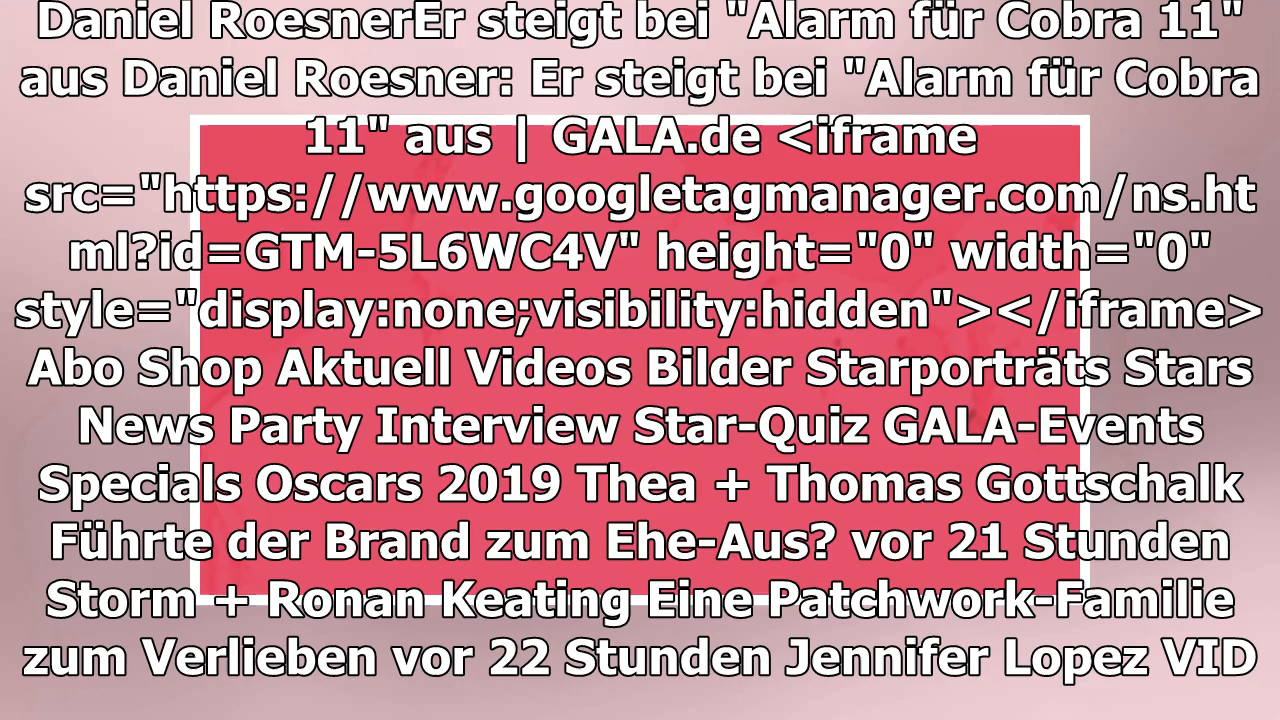 Daniel RoesnerEr steigt bei "Alarm für Cobra 11"
aus Daniel Roesner: Er steigt bei "Alarm für Cobra
11" aus | GALA.de <iframe
src="https://www.googletagmanager.com/ns.ht
ml?id=GTM-5L6WC4V" height="0" width="0"
style="display:none;visibility:hidden"></iframe>
Abo Shop Aktuell Videos Bilder Starporträts Stars
News Party Interview Star-Quiz GALA-Events
Specials Oscars 2019 Thea + Thomas Gottschalk
Führte der Brand zum Ehe-Aus? vor 21 Stunden
Storm + Ronan Keating Eine Patchwork-Familie
zum Verlieben vor 22 Stunden Jennifer Lopez VID